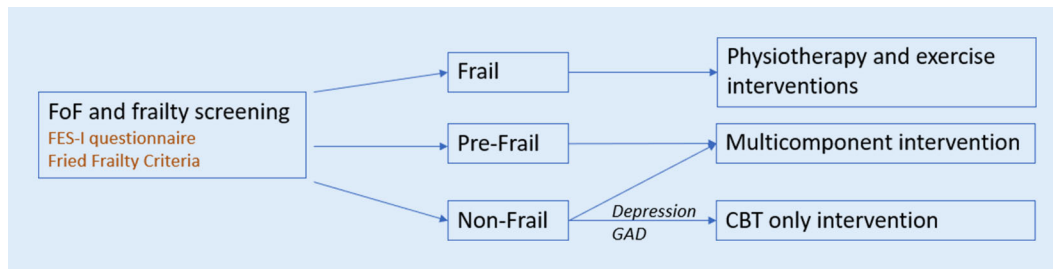 FoF and frailty screening
FES-I questionnaire
Fried Frailty Criteria
Frail
Pre-Frail
Non-Frail
Depression
GAD
Physiotherapy and exercise
interventions
Multicomponent intervention
CBT only intervention